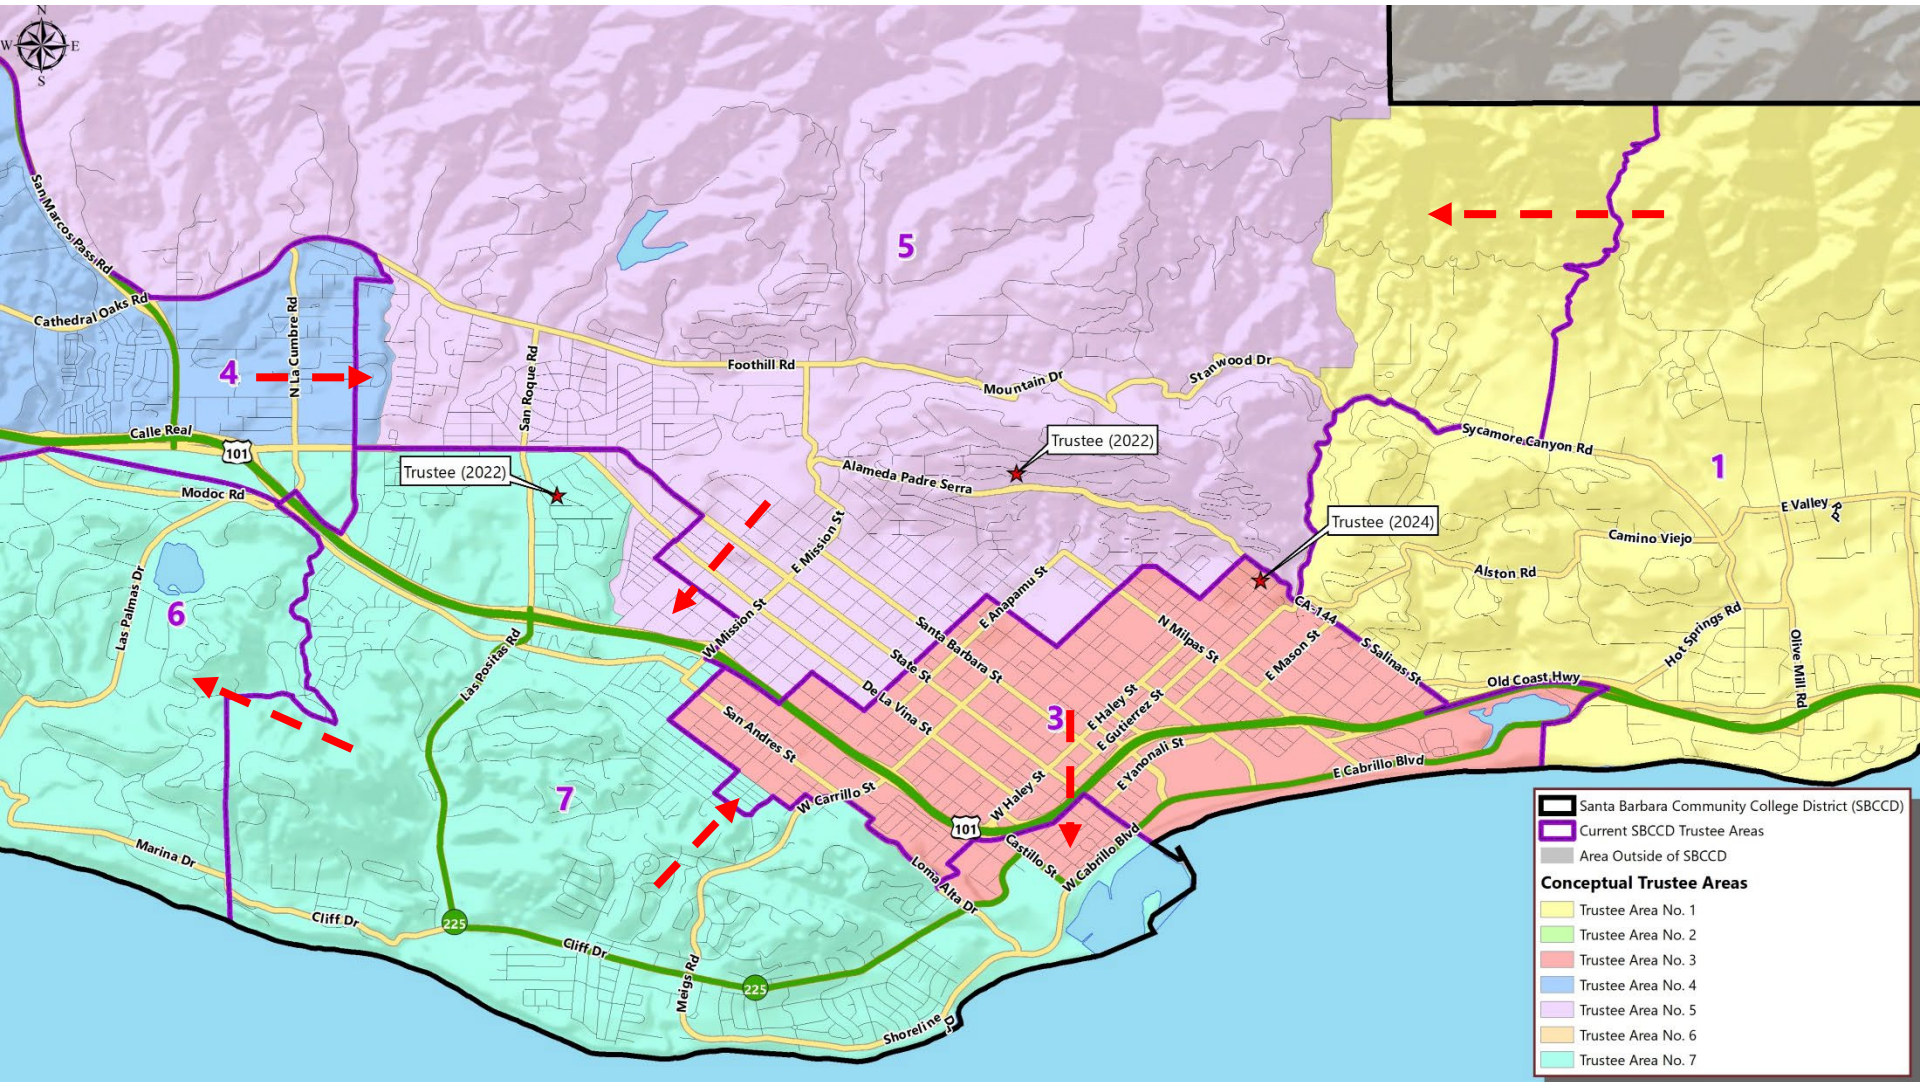 N
W
E
S
San Marcos Pass Rd
Cathedral Oaks Rd
N La Cumbre Rd
4
Calle Real
101
Modoc Rd
Las Palmas Dr
6
Marina Dr
Cliff Dr
225
Las Positas Rd
San Roque Rd
Foothill Rd
5
Mountain Dr
Stanwood Dr
Trustee (2022)
Trustee (2022)
Trustee (2024)
Alameda Padre Serra
E Mission St
W Mission St
E Anapamu St
Santa Barbara St
State St
De La Vina St
San Andres St
W Carrillo St
N Milpas St
E Mason St
CA-144
S Salinas St
E Haley St
E Gutierrez St
E Yanonali St
3
W Haley St
101
Castillo St
W Cabrillo Blvd
E Cabrillo Blvd
Loma Alta Dr
7
Cliff Dr
225
Meigs Rd
Shoreline Dr
Sycamore Canyon Rd
1
E Valley Rd
Camino Viejo
Alston Rd
Hot Springs Rd
Olive Mill Rd
Old Coast Hwy
Santa Barbara Community College District (SBCCD)
Current SBCCD Trustee Areas
Area Outside of SBCCD
Conceptual Trustee Areas
Trustee Area No. 1
Trustee Area No. 2
Trustee Area No. 3
Trustee Area No. 4
Trustee Area No. 5
Trustee Area No. 6
Trustee Area No. 7